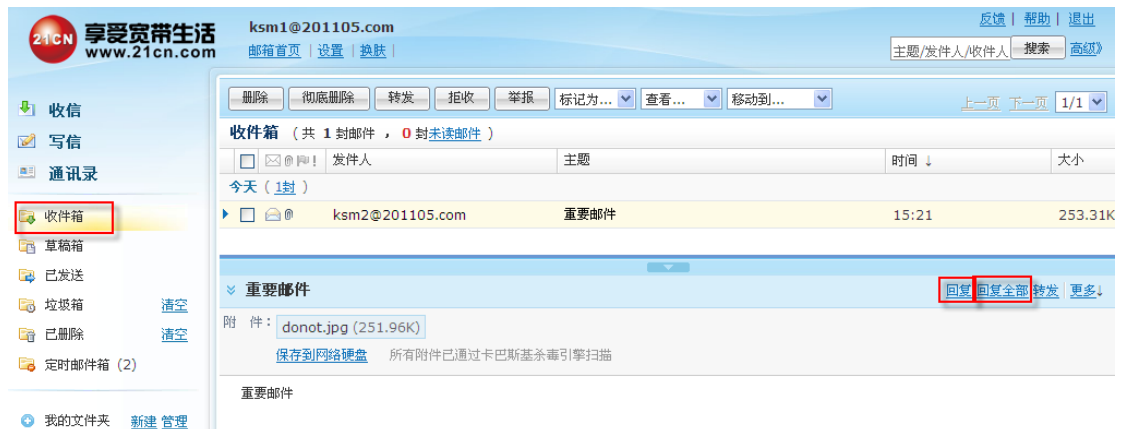 21CN 享受宽带生活
www.21cn.com
ksm1@201105.com
邮箱首页 | 设置 | 换肤 |
反馈 | 帮助 | 退出
主题/发件人/收件人 搜索 高级》
收信
写信
通讯录
收件箱
草稿箱
已发送
垃圾箱 清空
已删除 清空
定时邮件箱 (2)
我的文件夹 新建 管理
删除 彻底删除 转发 拒收 举报 标记为... 查看... 移动到... 上一页 下一页 1/1
收件箱 (共 1 封邮件 , 0 封未读邮件 )
发件人 主题 时间 ↓ 大小
今天 ( 1封 )
ksm2@201105.com 重要邮件 15:21 253.31K
重要邮件 回复 回复全部 转发 | 更多↓
附 件: donot.jpg (251.96K)
保存到网络硬盘 所有附件已通过卡巴斯基杀毒引擎扫描
重要邮件